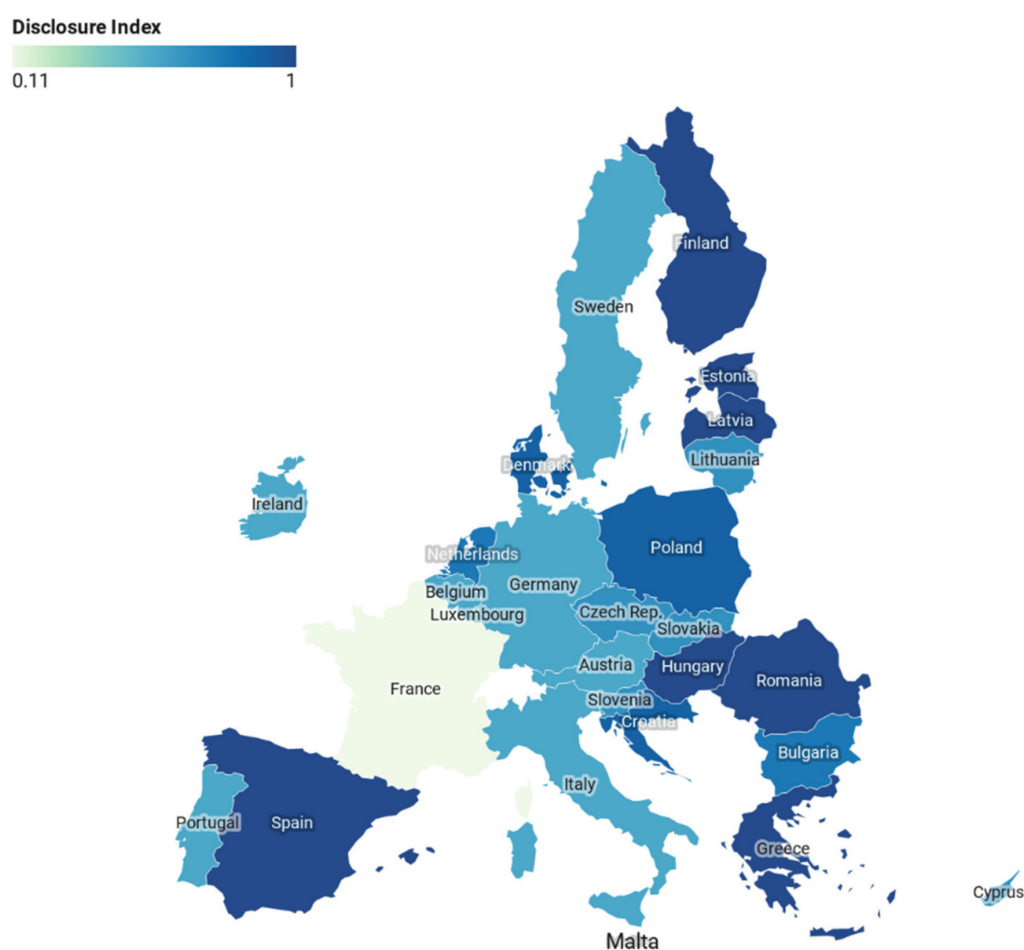 Disclosure Index
0.11 1
Finland
Sweden
Estonia
Latvia
Denmark
Lithuania
Ireland
Poland
Netherlands
Germany
Belgium
Luxembourg
Czech Rep.
Slovakia
Austria
Hungary
Romania
France
Slovenia
Croatia
Bulgaria
Italy
Portugal
Spain
Greece
Cyprus
Malta